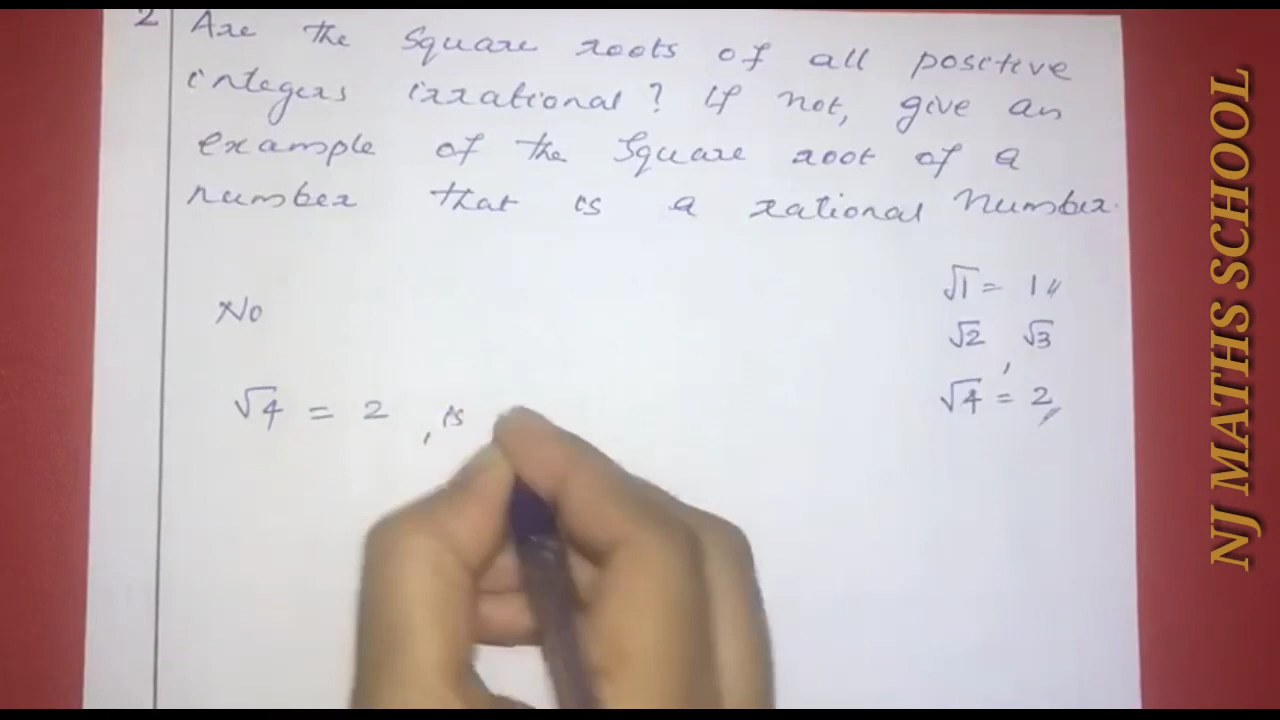 2 Are the Square roots of all positive
integers irrational? If not, give an
example of the Square root of a
number that is a rational number.
No
√4 = 2 , is
√1 = 1
√2 , √3
√4 = 2
NJ MATHS SCHOOL